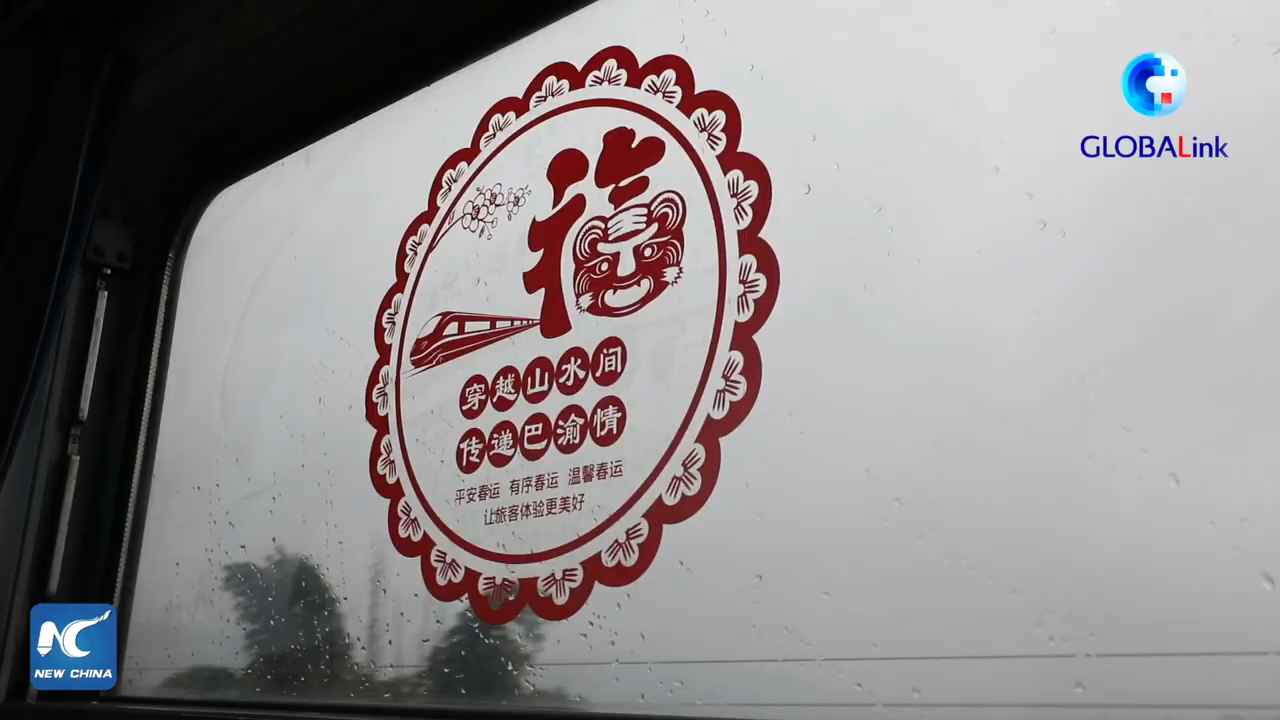 GLOBALink
福
穿越山水间
传递巴渝情
平安春运 有序春运 温馨春运
让旅客体验更美好
NC
NEW CHINA